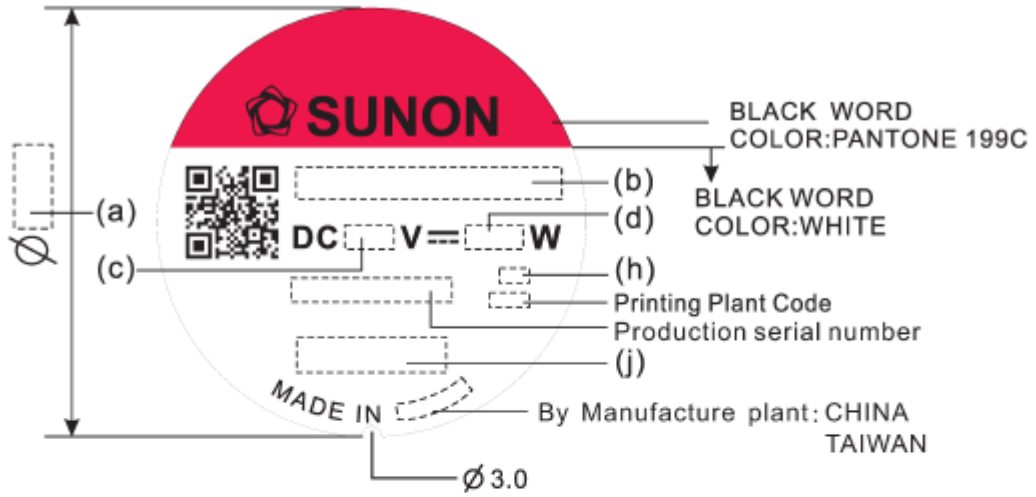 SUNON
BLACK WORD
COLOR:PANTONE 199C
(b)
BLACK WORD
COLOR:WHITE
(a)
DC V W
(d)
Ø
(c)
(h)
Printing Plant Code
Production serial number
(j)
MADE IN
By Manufacture plant: CHINA
TAIWAN
Ø 3.0